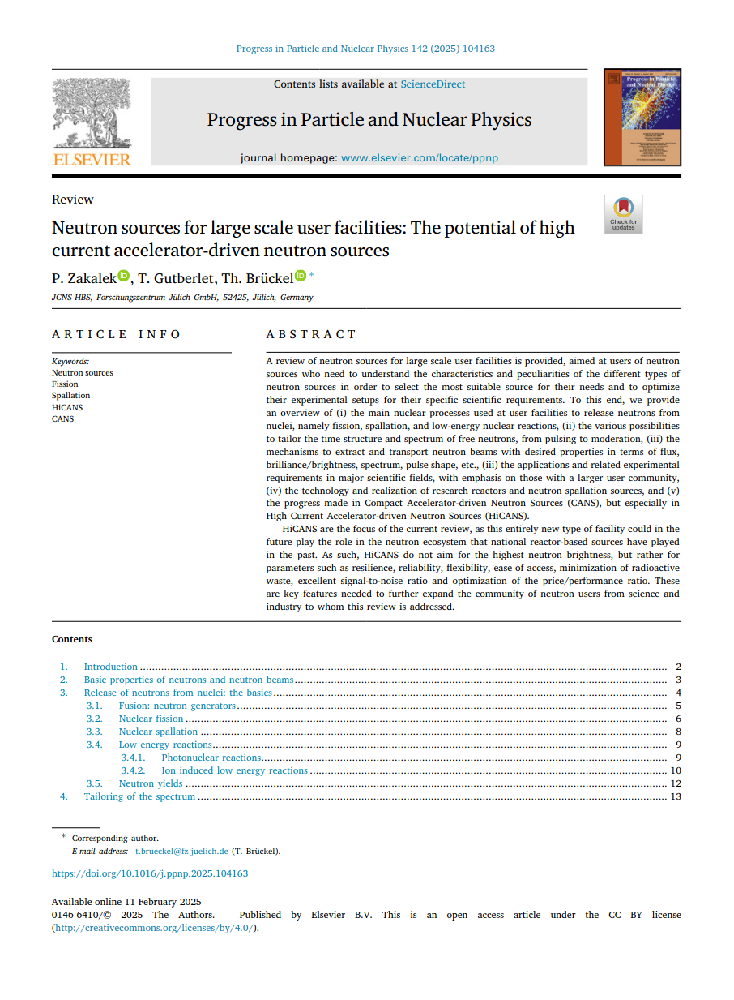 Progress in Particle and Nuclear Physics 142 (2025) 104163
Contents lists available at ScienceDirect
Progress in Particle and Nuclear Physics
journal homepage: www.elsevier.com/locate/ppnp
ELSEVIER
Progress in Particle
and Nuclear Physics
Review
Check for
updates
Neutron sources for large scale user facilities: The potential of high
current accelerator-driven neutron sources
P. Zakalek iD, T. Gutberlet, Th. Brückel iD *
JCNS-HBS, Forschungszentrum Jülich GmbH, 52425, Jülich, Germany
ARTICLE INFO
Keywords:
Neutron sources
Fission
Spallation
HiCANS
CANS
ABSTRACT
A review of neutron sources for large scale user facilities is provided, aimed at users of neutron
sources who need to understand the characteristics and peculiarities of the different types of
neutron sources in order to select the most suitable source for their needs and to optimize
their experimental setups for their specific scientific requirements. To this end, we provide
an overview of (i) the main nuclear processes used at user facilities to release neutrons from
nuclei, namely fission, spallation, and low-energy nuclear reactions, (ii) the various possibilities
to tailor the time structure and spectrum of free neutrons, from pulsing to moderation, (iii) the
mechanisms to extract and transport neutron beams with desired properties in terms of flux,
brilliance/brightness, spectrum, pulse shape, etc., (iii) the applications and related experimental
requirements in major scientific fields, with emphasis on those with a larger user community,
(iv) the technology and realization of research reactors and neutron spallation sources, and (v)
the progress made in Compact Accelerator-driven Neutron Sources (CANS), but especially in
High Current Accelerator-driven Neutron Sources (HiCANS).
HiCANS are the focus of the current review, as this entirely new type of facility could in the
future play the role in the neutron ecosystem that national reactor-based sources have played
in the past. As such, HiCANS do not aim for the highest neutron brightness, but rather for
parameters such as resilience, reliability, flexibility, ease of access, minimization of radioactive
waste, excellent signal-to-noise ratio and optimization of the price/performance ratio. These
are key features needed to further expand the community of neutron users from science and
industry to whom this review is addressed.
Contents
1. Introduction ........ 2
2. Basic properties of neutrons and neutron beams ........ 3
3. Release of neutrons from nuclei: the basics ........ 4
3.1. Fusion: neutron generators ........ 5
3.2. Nuclear fission ........ 6
3.3. Nuclear spallation ........ 8
3.4. Low energy reactions ........ 9
3.4.1. Photonuclear reactions ........ 9
3.4.2. Ion induced low energy reactions ........ 10
3.5. Neutron yields ........ 12
4. Tailoring of the spectrum ........ 13
* Corresponding author.
E-mail address: t.brueckel@fz-juelich.de (T. Brückel).
https://doi.org/10.1016/j.ppnp.2025.104163
Available online 11 February 2025
0146-6410/© 2025 The Authors. Published by Elsevier B.V. This is an open access article under the CC BY license
(http://creativecommons.org/licenses/by/4.0/).